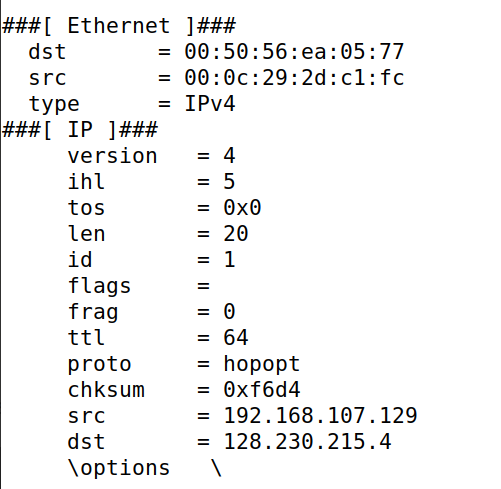 ###[ Ethernet ]###
  dst       = 00:50:56:ea:05:77
  src       = 00:0c:29:2d:c1:fc
  type      = IPv4
###[ IP ]###
     version   = 4
     ihl       = 5
     tos       = 0x0
     len       = 20
     id        = 1
     flags     =
     frag      = 0
     ttl       = 64
     proto     = hopopt
     chksum    = 0xf6d4
     src       = 192.168.107.129
     dst       = 128.230.215.4
     \options   \